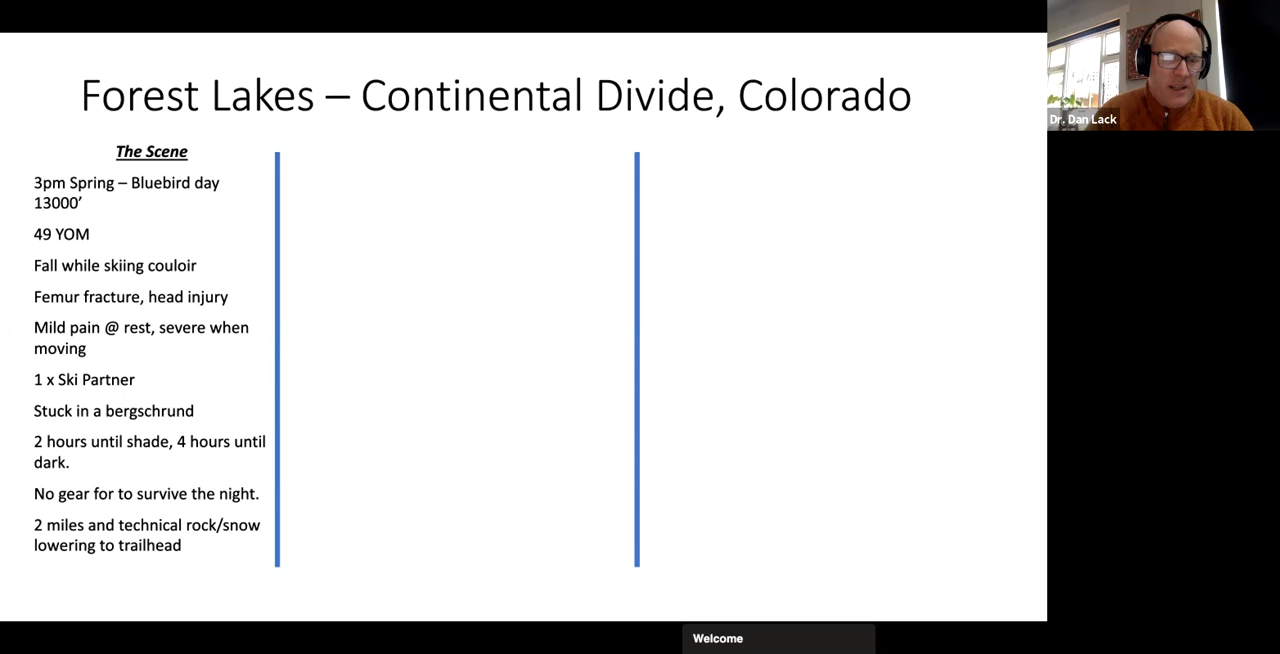 Forest Lakes – Continental Divide, Colorado
Dr. Dan Lack
The Scene
3pm Spring – Bluebird day
13000’
49 YOM
Fall while skiing couloir
Femur fracture, head injury
Mild pain @ rest, severe when
moving
1 x Ski Partner
Stuck in a bergschrund
2 hours until shade, 4 hours until
dark.
No gear for to survive the night.
2 miles and technical rock/snow
lowering to trailhead
Welcome